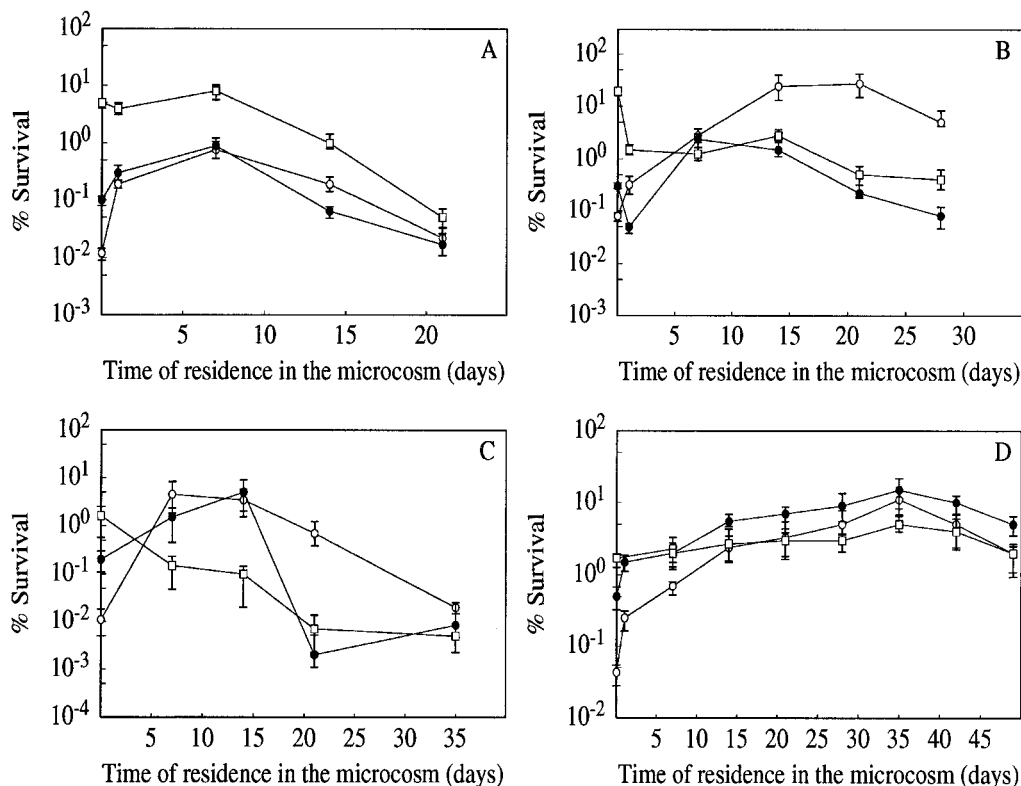 A
% Survival
10^2
10^1
10^0
10^-1
10^-2
10^-3
5 10 15 20
Time of residence in the microcosm (days)
B
% Survival
10^2
10^1
10^0
10^-1
10^-2
10^-3
5 10 15 20 25 30
Time of residence in the microcosm (days)
C
% Survival
10^2
10^1
10^0
10^-1
10^-2
10^-3
10^-4
5 10 15 20 25 30 35
Time of residence in the microcosm (days)
D
% Survival
10^2
10^1
10^0
10^-1
10^-2
5 10 15 20 25 30 35 40 45
Time of residence in the microcosm (days)